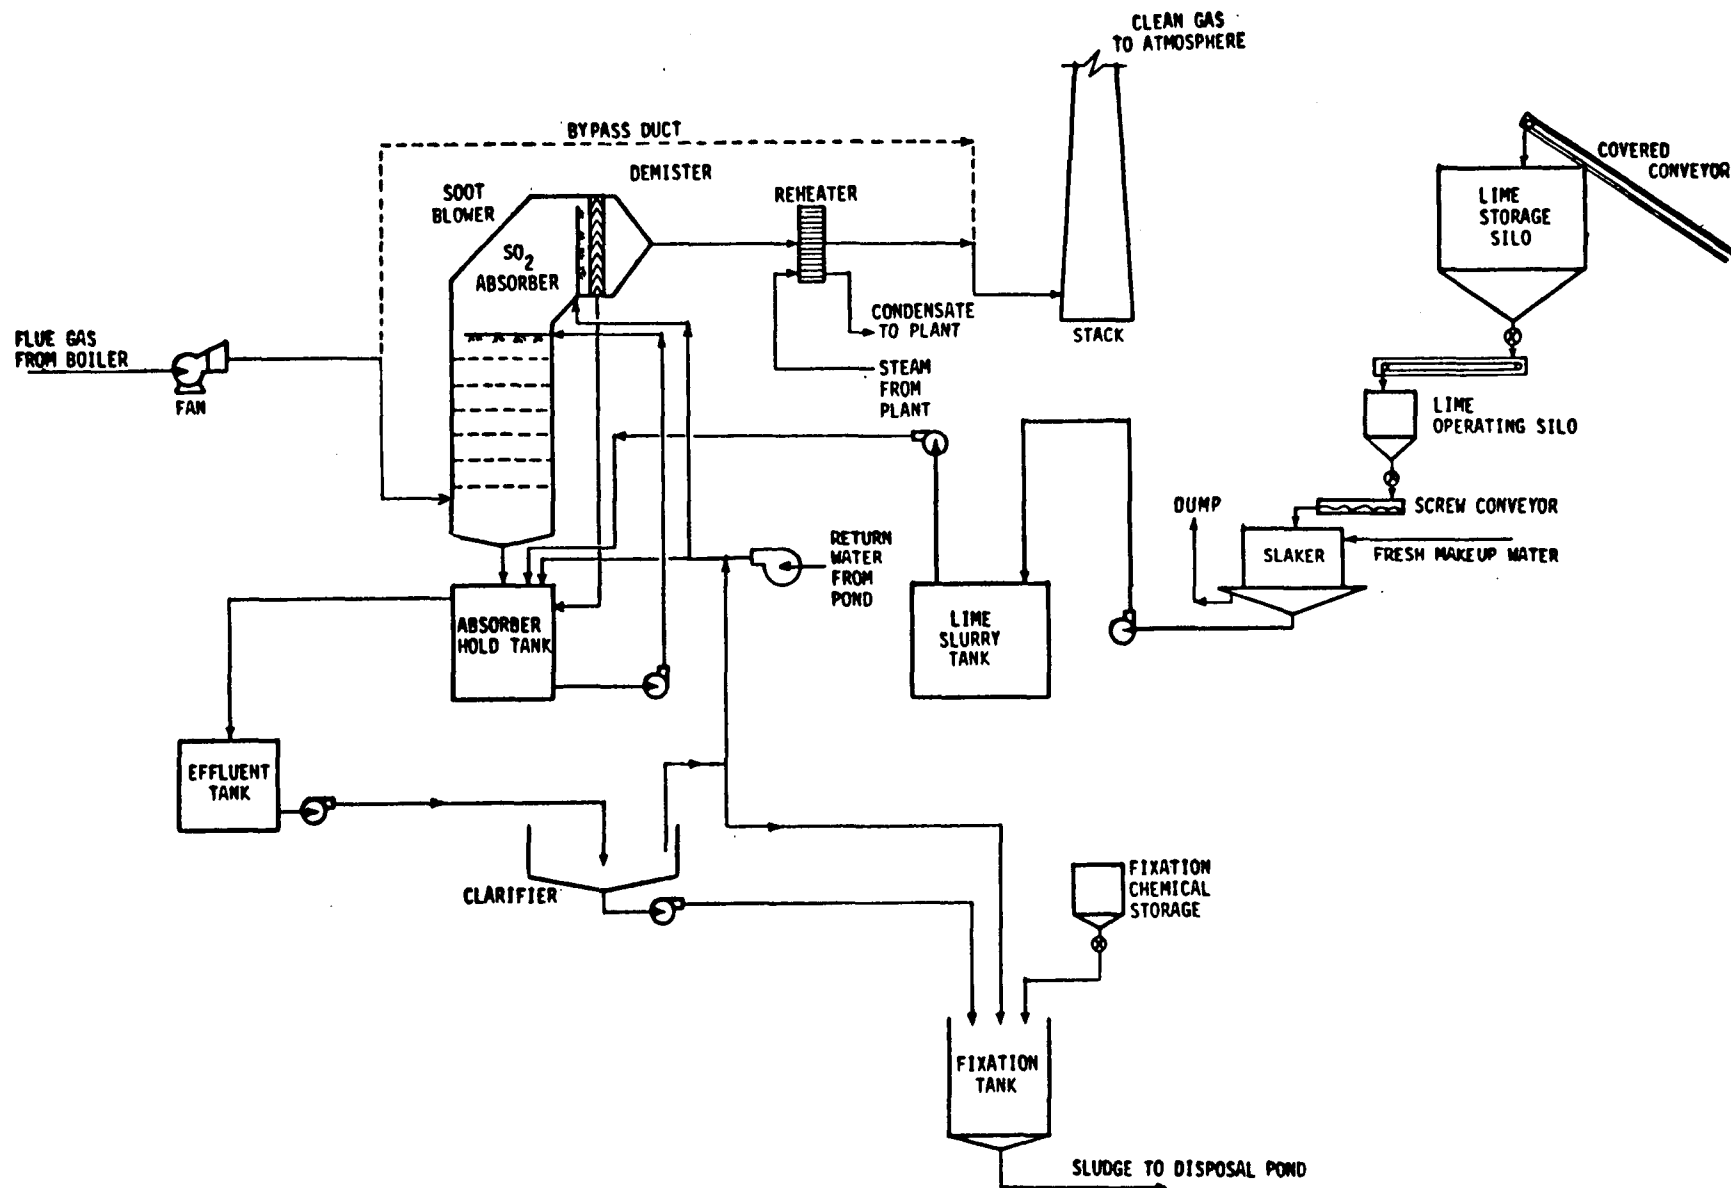 CLEAN GAS
TO ATMOSPHERE
BYPASS DUCT
DEMISTER
SOOT
BLOWER
REHEATER
SO2
ABSORBER
COVERED
CONVEYOR
LIME
STORAGE
SILO
CONDENSATE
TO PLANT
STACK
FLUE GAS
FROM BOILER
FAN
STEAM
FROM
PLANT
LIME
OPERATING SILO
DUMP
SCREW CONVEYOR
SLAKER
FRESH MAKEUP WATER
RETURN
WATER
FROM
POND
ABSORBER
HOLD TANK
LIME
SLURRY
TANK
EFFLUENT
TANK
CLARIFIER
FIXATION
CHEMICAL
STORAGE
FIXATION
TANK
SLUDGE TO DISPOSAL POND